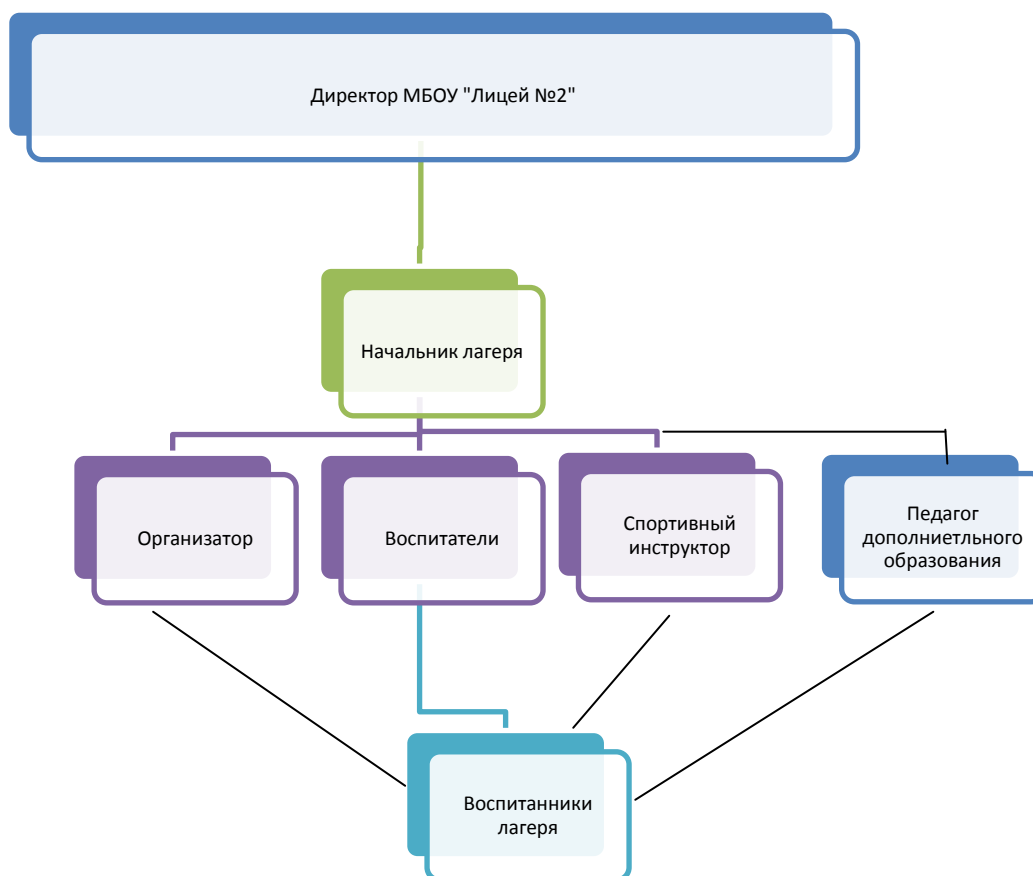 Директор МБОУ "Лицей №2"
Начальник лагеря
Организатор
Воспитатели
Спортивный
инструктор
Педагог
дополниетльного
образования
Воспитанники
лагеря